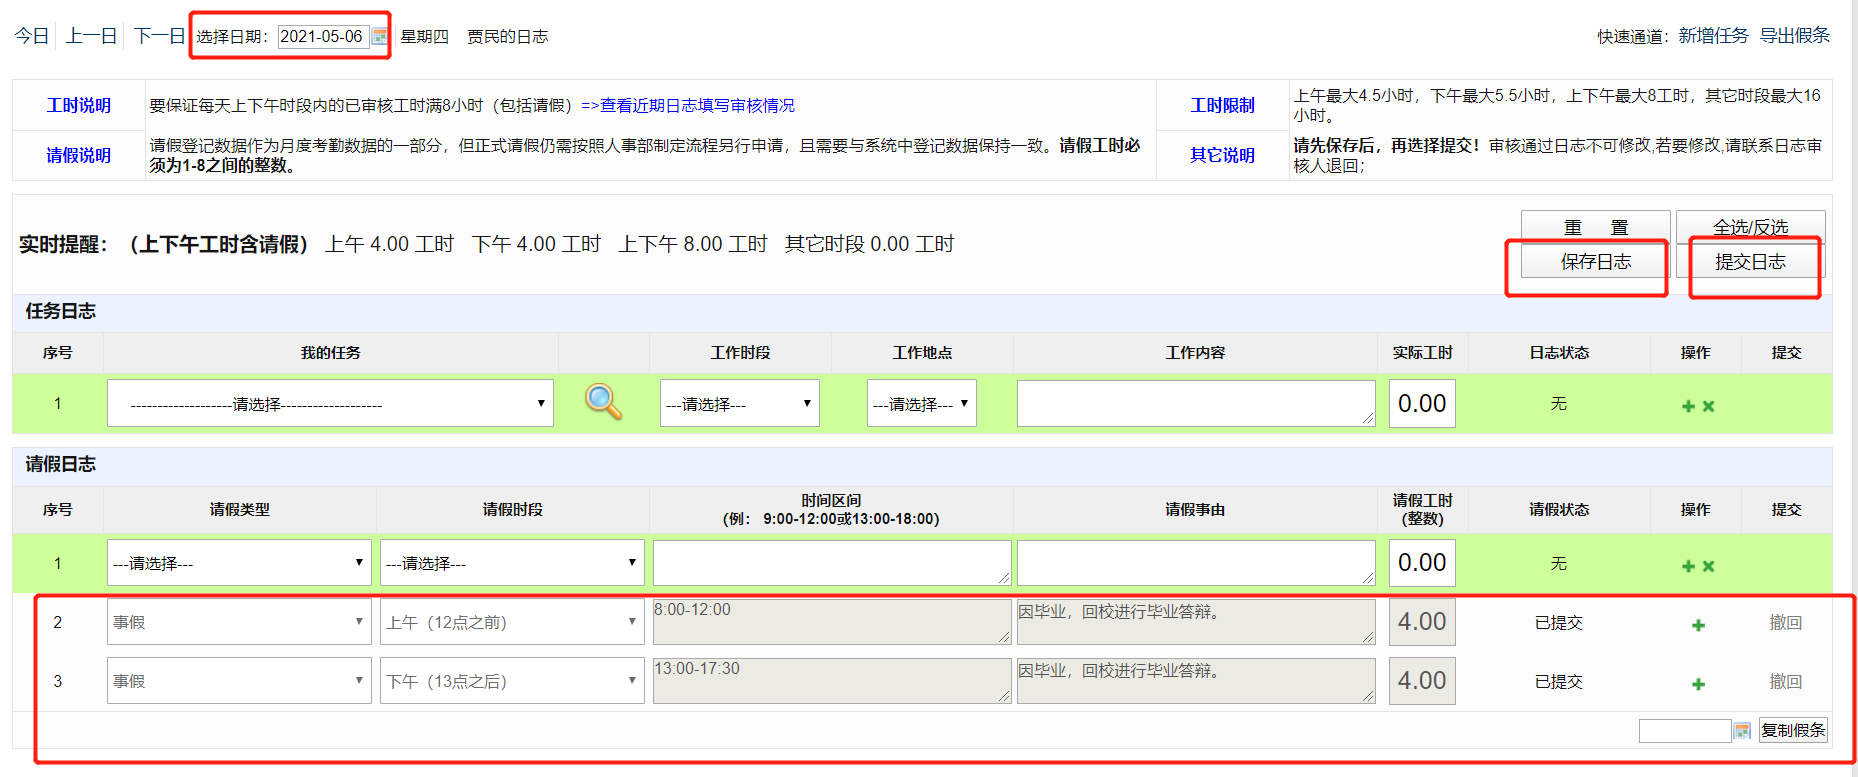 今日 上一日 下一日 选择日期： 2021-05-06 星期四 贾民的日志 快速通道：新增任务 导出假条
工时说明 要保证每天上下午时段内的已审核工时满8小时（包括请假）=>查看近期日志填写审核情况
工时限制 上午最大4.5小时，下午最大5.5小时，上下午最大8工时，其它时段最大16
小时。
请假说明 请假登记数据作为月度考勤数据的一部分，但正式请假仍需按照人事部制定流程另行申请，且需要与系统中登记数据保持一致。请假工时必
须为1-8之间的整数。
其它说明 请先保存后，再选择提交！审核通过日志不可修改,若要修改,请联系日志审
核人退回；
实时提醒：（上下午工时含请假） 上午 4.00 工时 下午 4.00 工时 上下午 8.00 工时 其它时段 0.00 工时
重 置 全选/反选
保存日志 提交日志
任务日志
序号 我的任务 工作时段 工作地点 工作内容 实际工时 日志状态 操作 提交
1 -------------------请选择------------------- ---请选择--- ---请选择--- 0.00 无
请假日志
序号 请假类型 请假时段 时间区间 请假事由 请假工时 请假状态 操作 提交
（例： 9:00-12:00或13:00-18:00） （整数）
1 ---请选择--- ---请选择--- 0.00 无
2 事假 上午（12点之前） 8:00-12:00 因毕业，回校进行毕业答辩。 4.00 已提交 撤回
3 事假 下午（13点之后） 13:00-17:30 因毕业，回校进行毕业答辩。 4.00 已提交 撤回
复制假条